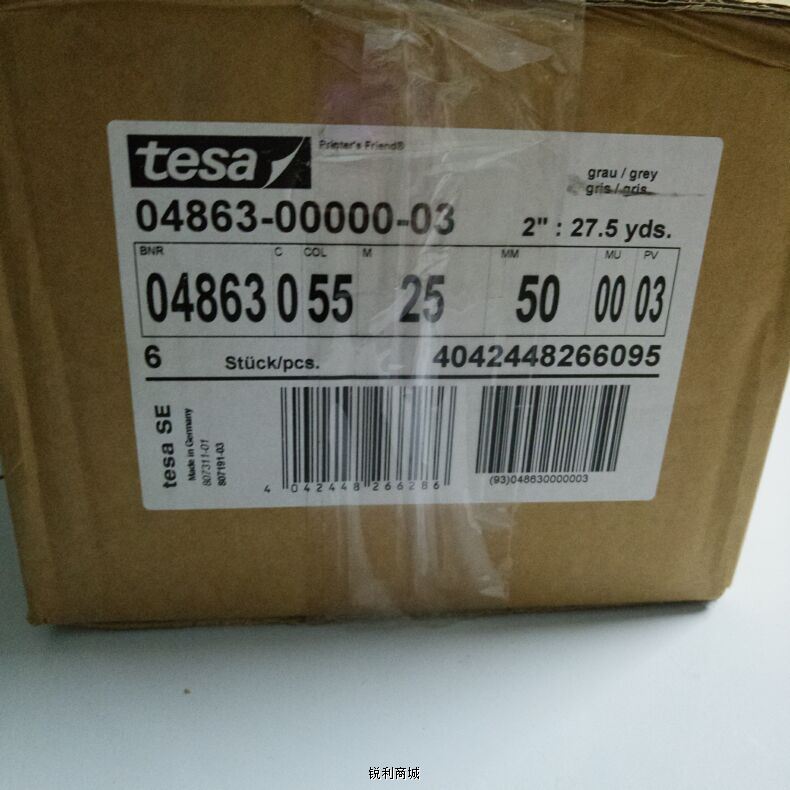 tesa
Printer's Friend®
grau / grey
gris / gris
04863-00000-03
2" : 27.5 yds.
BNR C COL M MM MU PV
04863 0 55 25 50 00 03
6 Stück/pcs. 4042448266095
tesa SE
Made in Germany
807311-01
807191-03
4 042448 266286
(93)048630000003
锐利商城